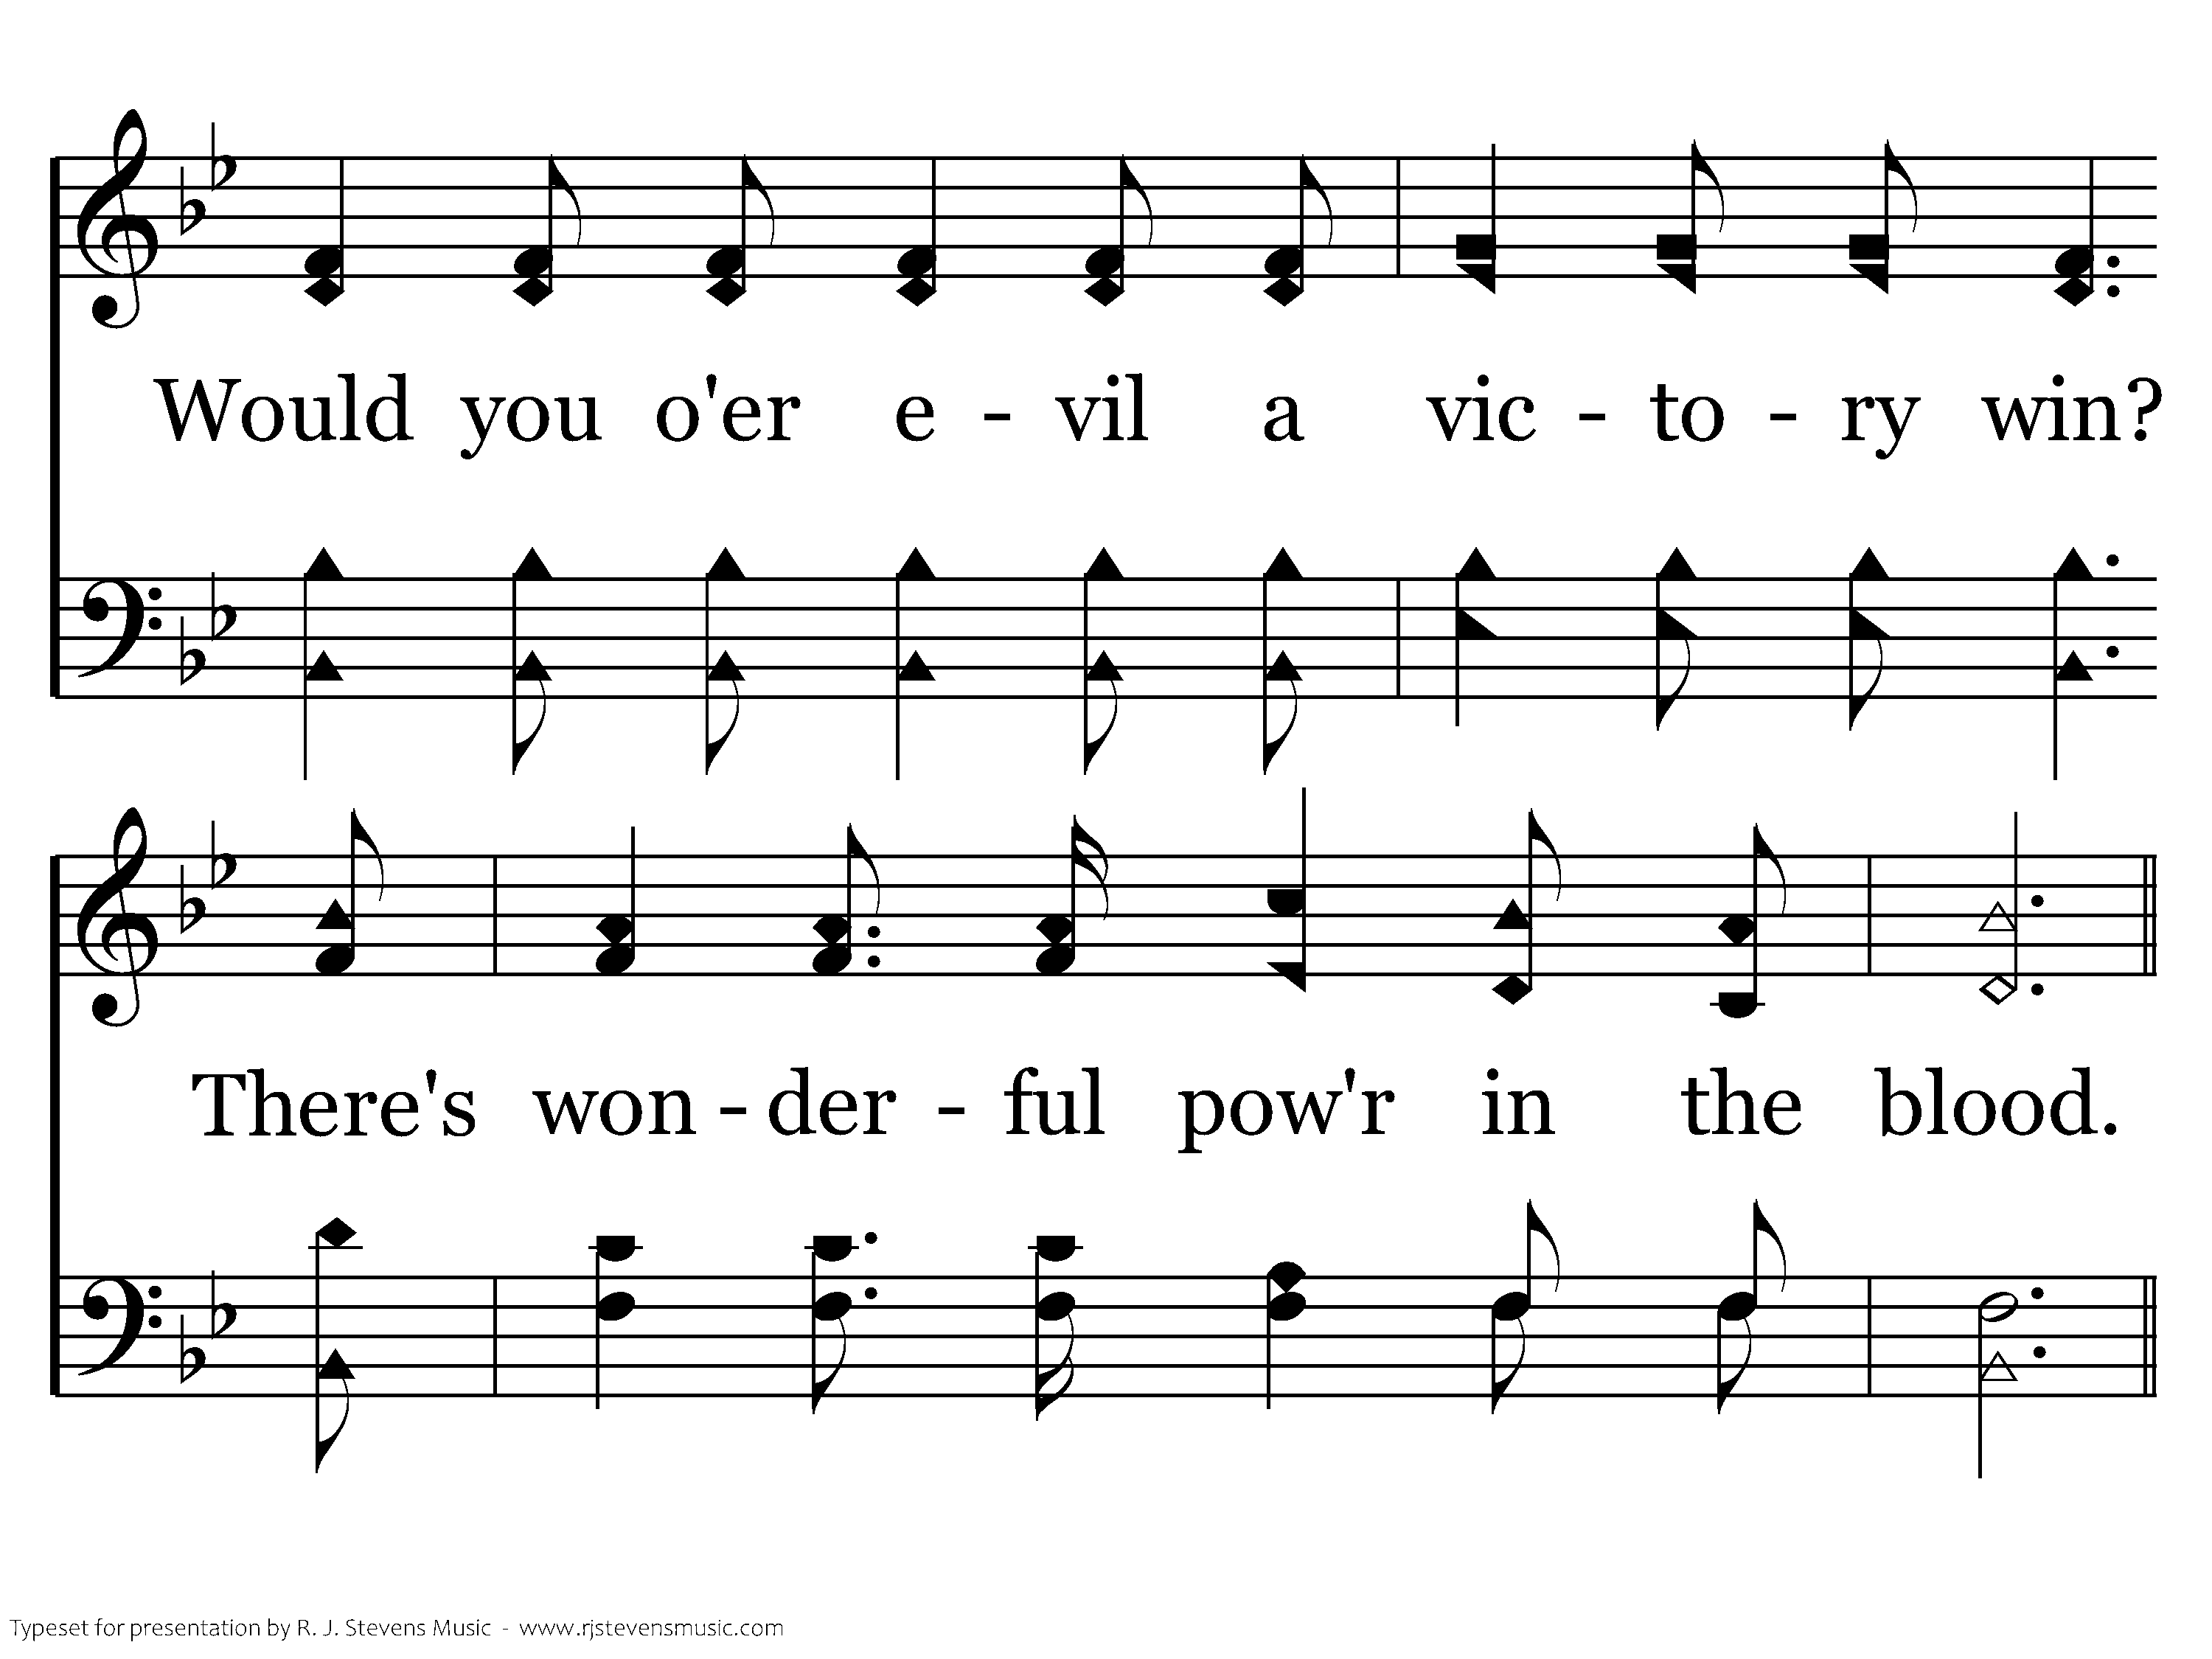 Would you o'er e - vil a vic - to - ry win?
There's won - der - ful pow'r in the blood.
Typeset for presentation by R. J. Stevens Music - www.rjstevensmusic.com